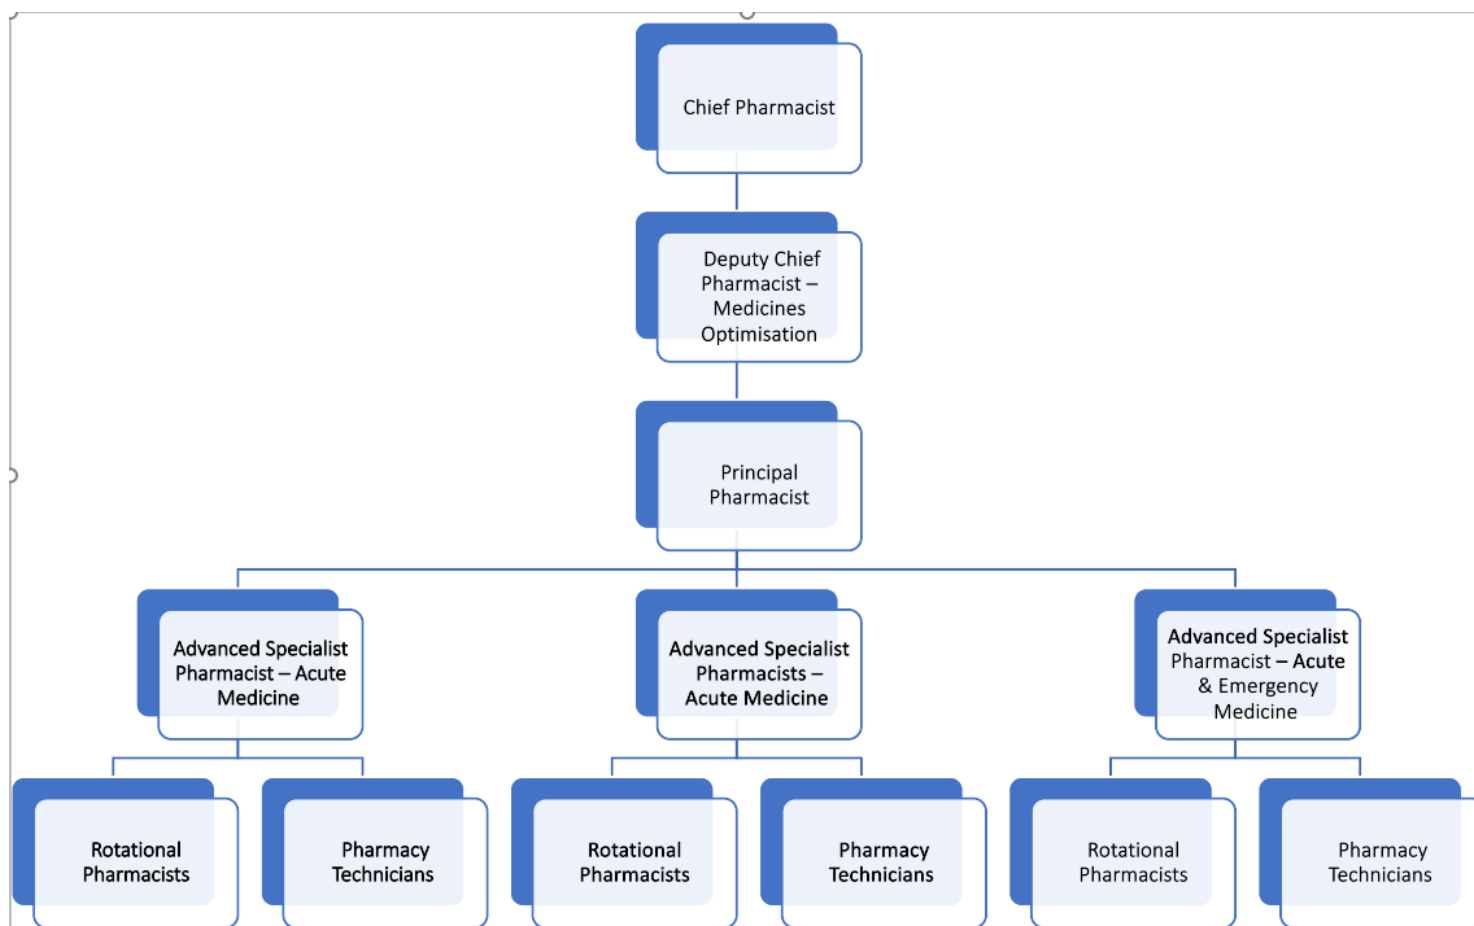 Chief Pharmacist
Deputy Chief
Pharmacist –
Medicines
Optimisation
Principal
Pharmacist
Advanced Specialist
Pharmacist – Acute
Medicine
Advanced Specialist
Pharmacists –
Acute Medicine
Advanced Specialist
Pharmacist – Acute
& Emergency
Medicine
Rotational
Pharmacists
Pharmacy
Technicians
Rotational
Pharmacists
Pharmacy
Technicians
Rotational
Pharmacists
Pharmacy
Technicians